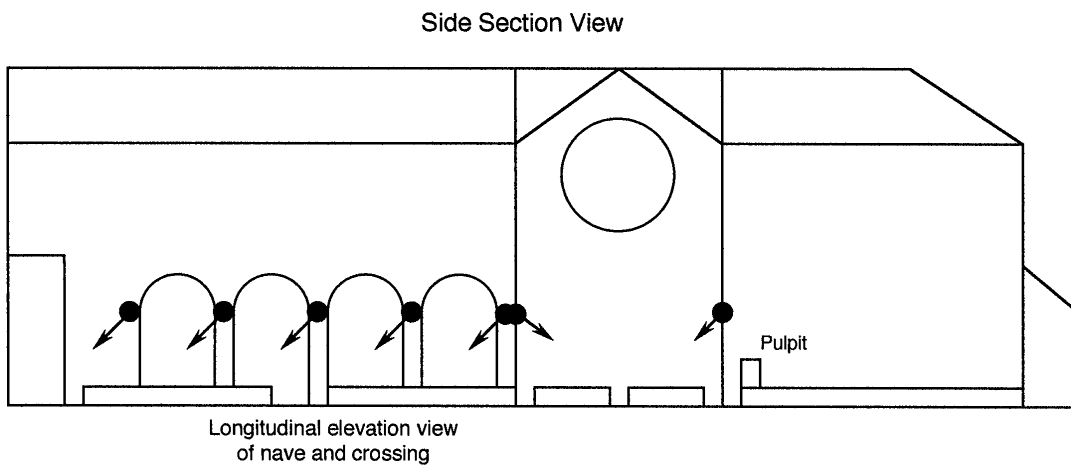 Side Section View
Pulpit
Longitudinal elevation view
of nave and crossing